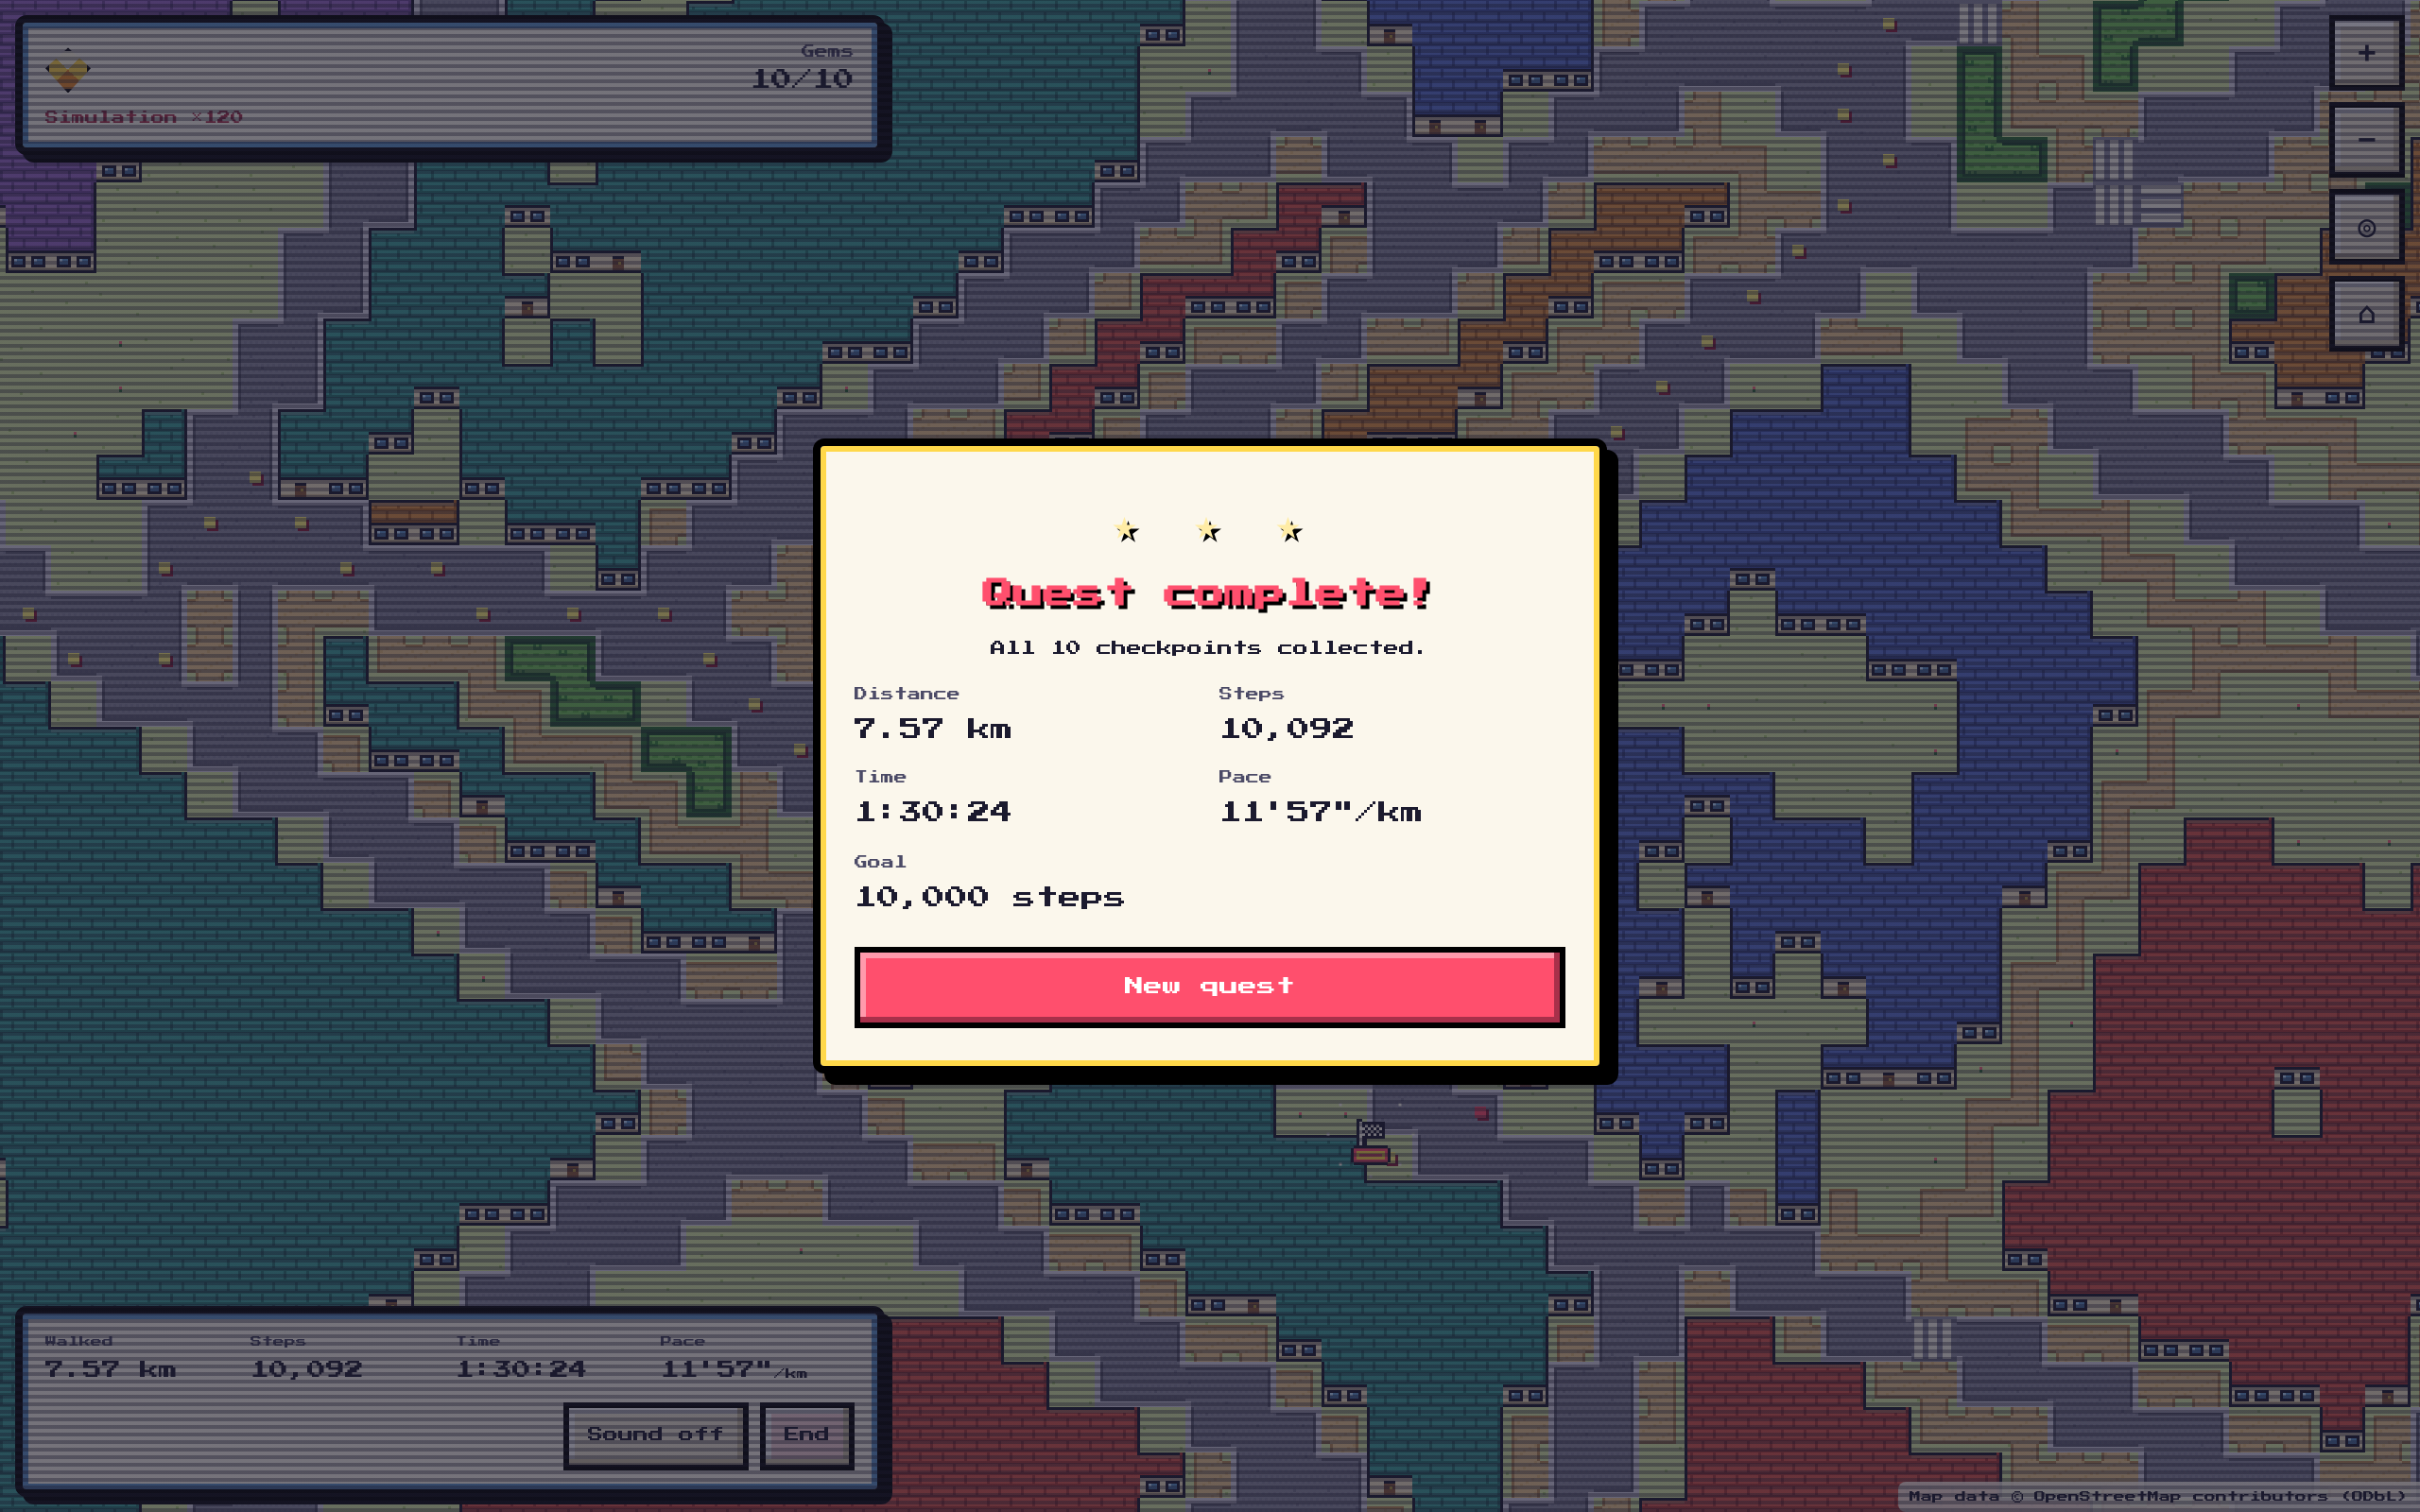 Gems
10/10
Simulation ×120
Quest complete!
All 10 checkpoints collected.
Distance
7.57 km
Steps
10,092
Time
1:30:24
Pace
11'57"/km
Goal
10,000 steps
New quest
Walked
7.57 km
Steps
10,092
Time
1:30:24
Pace
11'57"/km
Sound off
End
Map data © OpenStreetMap contributors (ODbL)